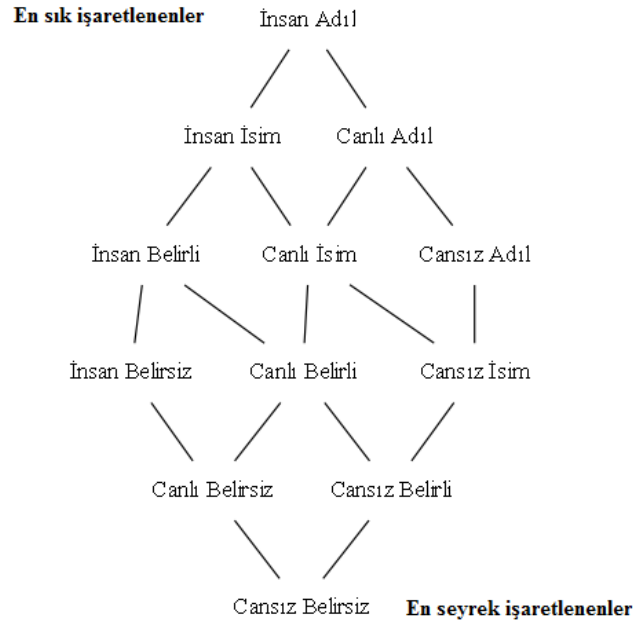 En sık işaretlenenler İnsan Adıl
İnsan İsim Canlı Adıl
İnsan Belirli Canlı İsim Cansız Adıl
İnsan Belirsiz Canlı Belirli Cansız İsim
Canlı Belirsiz Cansız Belirli
Cansız Belirsiz En seyrek işaretlenenler